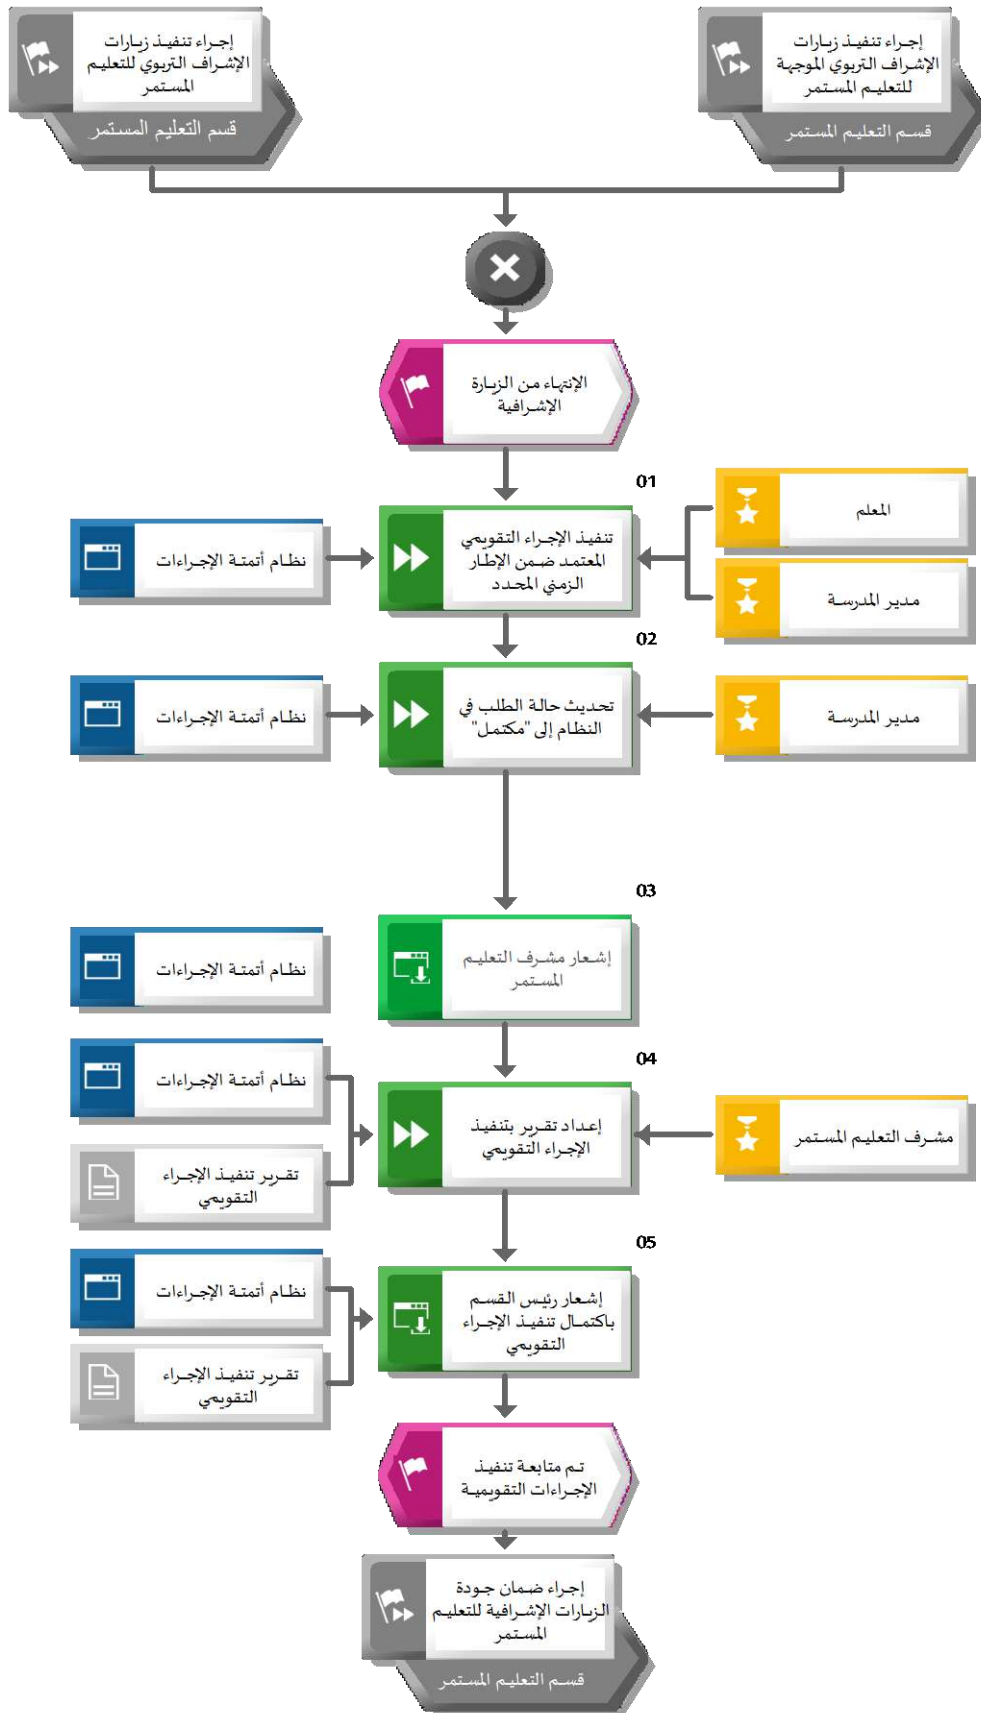 إجراء تنفيذ زيارات
الإشراف التربوي الموجهة
للتعليم المستمر
قسم التعليم المستمر
إجراء تنفيذ زيارات
الإشراف التربوي للتعليم
المستمر
قسم التعليم المستمر
الإنتهاء من الزيارة
الإشرافية
01
المعلم
مدير المدرسة
تنفيذ الإجراء التقويمي
المعتمد ضمن الإطار
الزمني المحدد
نظام أتمتة الإجراءات
02
مدير المدرسة
تحديث حالة الطلب في
النظام إلى "مكتمل"
نظام أتمتة الإجراءات
03
إشعار مشرف التعليم
المستمر
نظام أتمتة الإجراءات
04
مشرف التعليم المستمر
إعداد تقرير بتنفيذ
الإجراء التقويمي
نظام أتمتة الإجراءات
تقرير تنفيذ الإجراء
التقويمي
05
إشعار رئيس القسم
باكتمال تنفيذ الإجراء
التقويمي
نظام أتمتة الإجراءات
تقرير تنفيذ الإجراء
التقويمي
تم متابعة تنفيذ
الإجراءات التقويمية
إجراء ضمان جودة
الزيارات الإشرافية للتعليم
المستمر
قسم التعليم المستمر